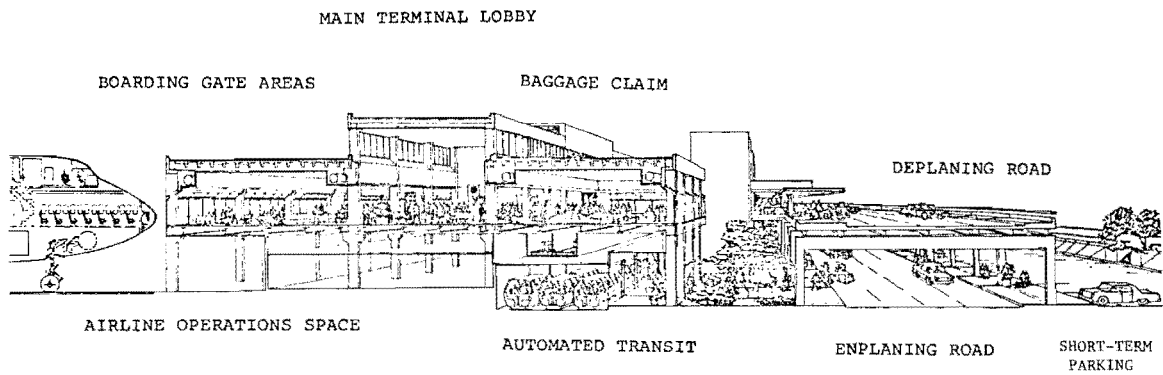 MAIN TERMINAL LOBBY
BOARDING GATE AREAS
BAGGAGE CLAIM
DEPLANING ROAD
AIRLINE OPERATIONS SPACE
AUTOMATED TRANSIT
ENPLANING ROAD
SHORT-TERM
PARKING